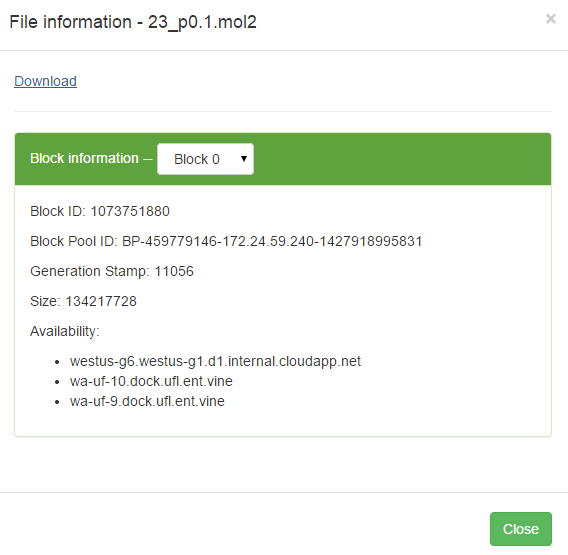 File information - 23_p0.1.mol2
×
Download
Block information -- Block 0
Block ID: 1073751880
Block Pool ID: BP-459779146-172.24.59.240-1427918995831
Generation Stamp: 11056
Size: 134217728
Availability:
westus-g6.westus-g1.d1.internal.cloudapp.net
wa-uf-10.dock.ufl.ent.vine
wa-uf-9.dock.ufl.ent.vine
Close